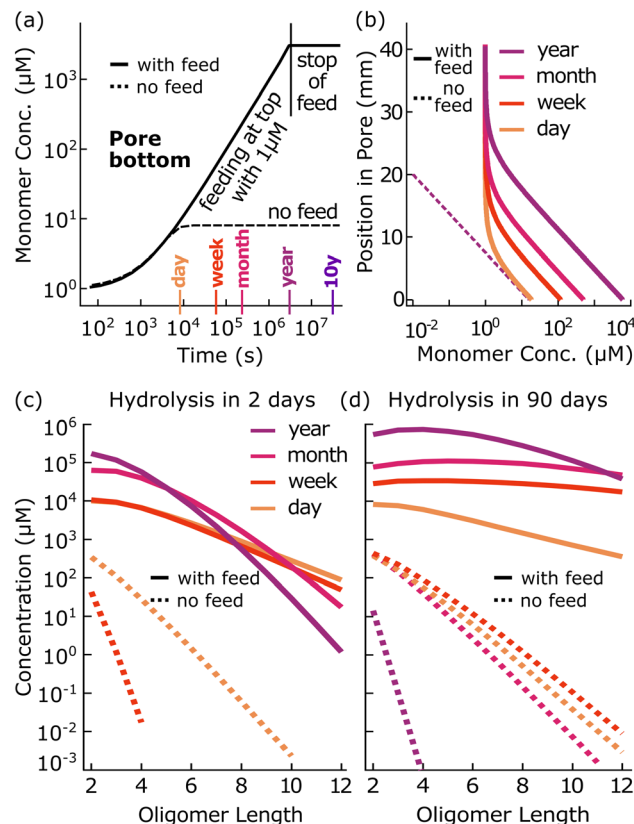 (a)
Monomer Conc. (µM)
10³
10²
10¹
10⁰
with feed
no feed
Pore
bottom
feeding at top
with 1µM
stop
of
feed
no feed
day
week
month
year
10y
10² 10³ 10⁴ 10⁵ 10⁶ 10⁷
Time (s)
(b)
Position in Pore (mm)
40
30
20
10
0
with
feed
no
feed
year
month
week
day
10⁻² 10⁰ 10² 10⁴
Monomer Conc. (µM)
(c) Hydrolysis in 2 days
Concentration (µM)
10⁶
10⁵
10⁴
10³
10²
10¹
10⁰
10⁻¹
10⁻²
10⁻³
year
month
week
day
with feed
no feed
2 4 6 8 10 12
Oligomer Length
(d) Hydrolysis in 90 days
year
month
week
day
with feed
no feed
2 4 6 8 10 12
Oligomer Length